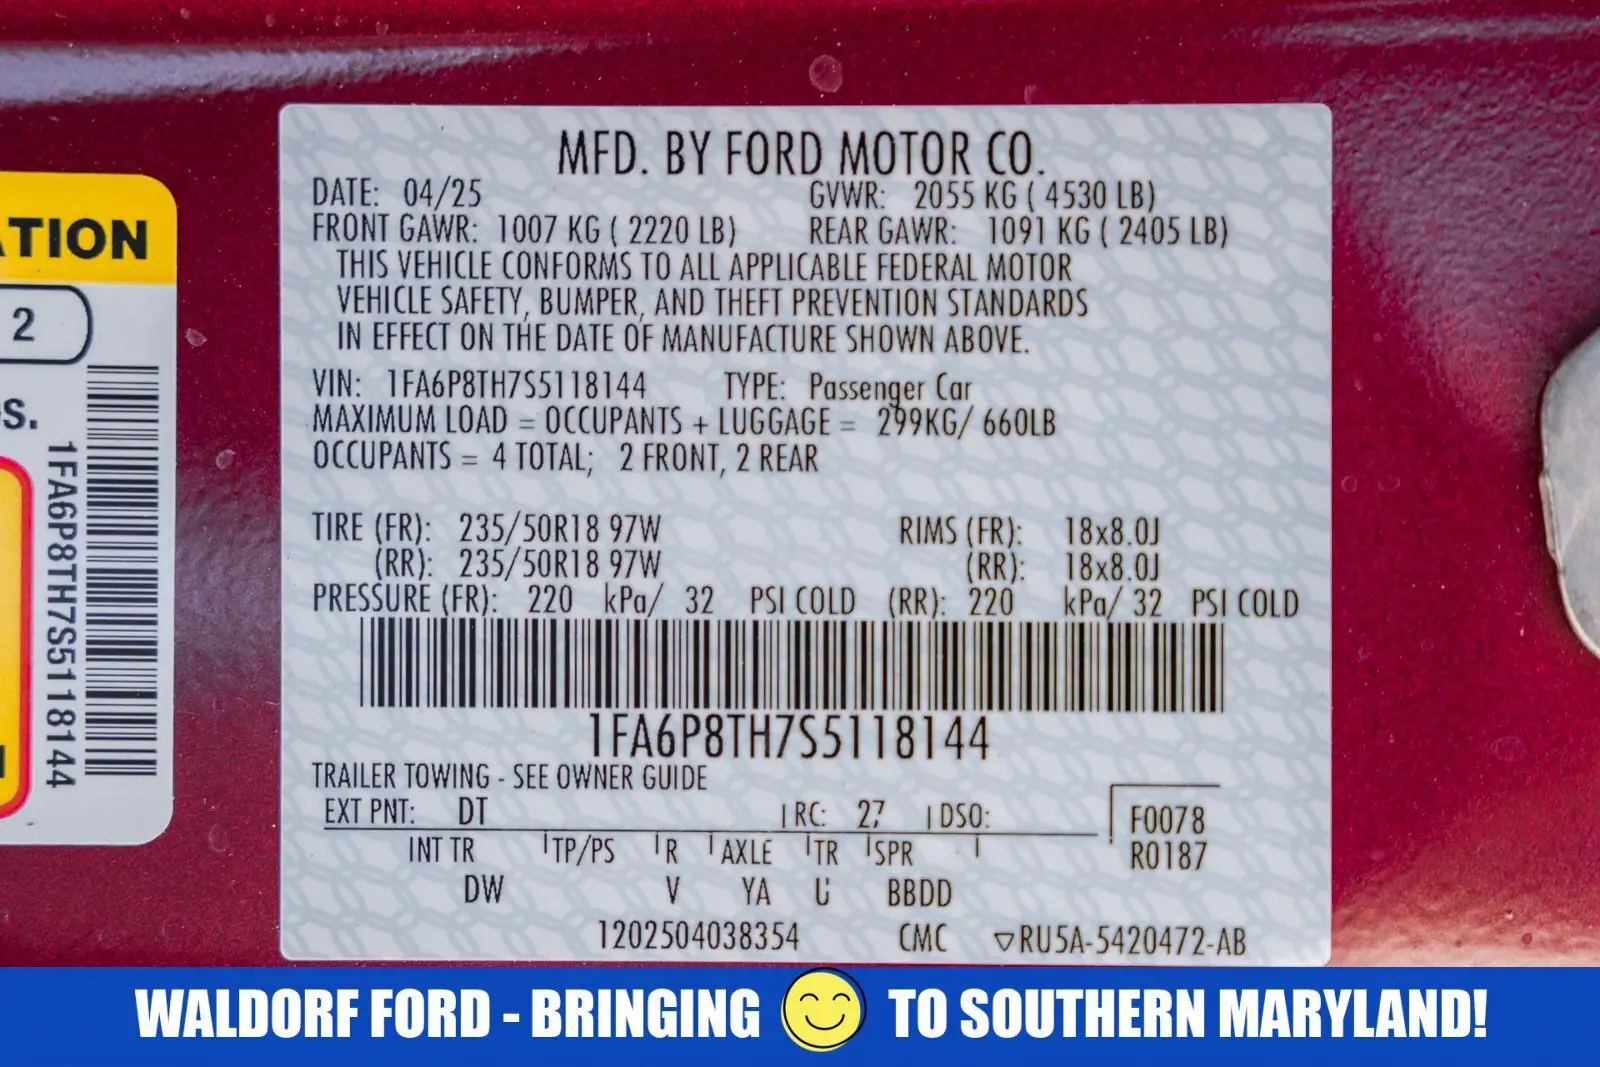 MFD. BY FORD MOTOR CO.
DATE: 04/25 GVWR: 2055 KG ( 4530 LB)
FRONT GAWR: 1007 KG ( 2220 LB) REAR GAWR: 1091 KG ( 2405 LB)
THIS VEHICLE CONFORMS TO ALL APPLICABLE FEDERAL MOTOR
VEHICLE SAFETY, BUMPER, AND THEFT PREVENTION STANDARDS
IN EFFECT ON THE DATE OF MANUFACTURE SHOWN ABOVE.
VIN: 1FA6P8TH7S5118144 TYPE: Passenger Car
MAXIMUM LOAD = OCCUPANTS + LUGGAGE = 299KG/ 660LB
OCCUPANTS = 4 TOTAL; 2 FRONT, 2 REAR
TIRE (FR): 235/50R18 97W RIMS (FR): 18x8.0J
(RR): 235/50R18 97W (RR): 18x8.0J
PRESSURE (FR): 220 kPa/ 32 PSI COLD (RR): 220 kPa/ 32 PSI COLD
1FA6P8TH7S5118144
TRAILER TOWING - SEE OWNER GUIDE
EXT PNT: DT RC: 27 DSO: F0078
INT TR TP/PS R AXLE TR SPR R0187
DW V YA U BBDD
1202504038354 CMC ▽RU5A-5420472-AB
ATION
2
S.
1FA6P8TH7S5118144
WALDORF FORD - BRINGING 😊 TO SOUTHERN MARYLAND!